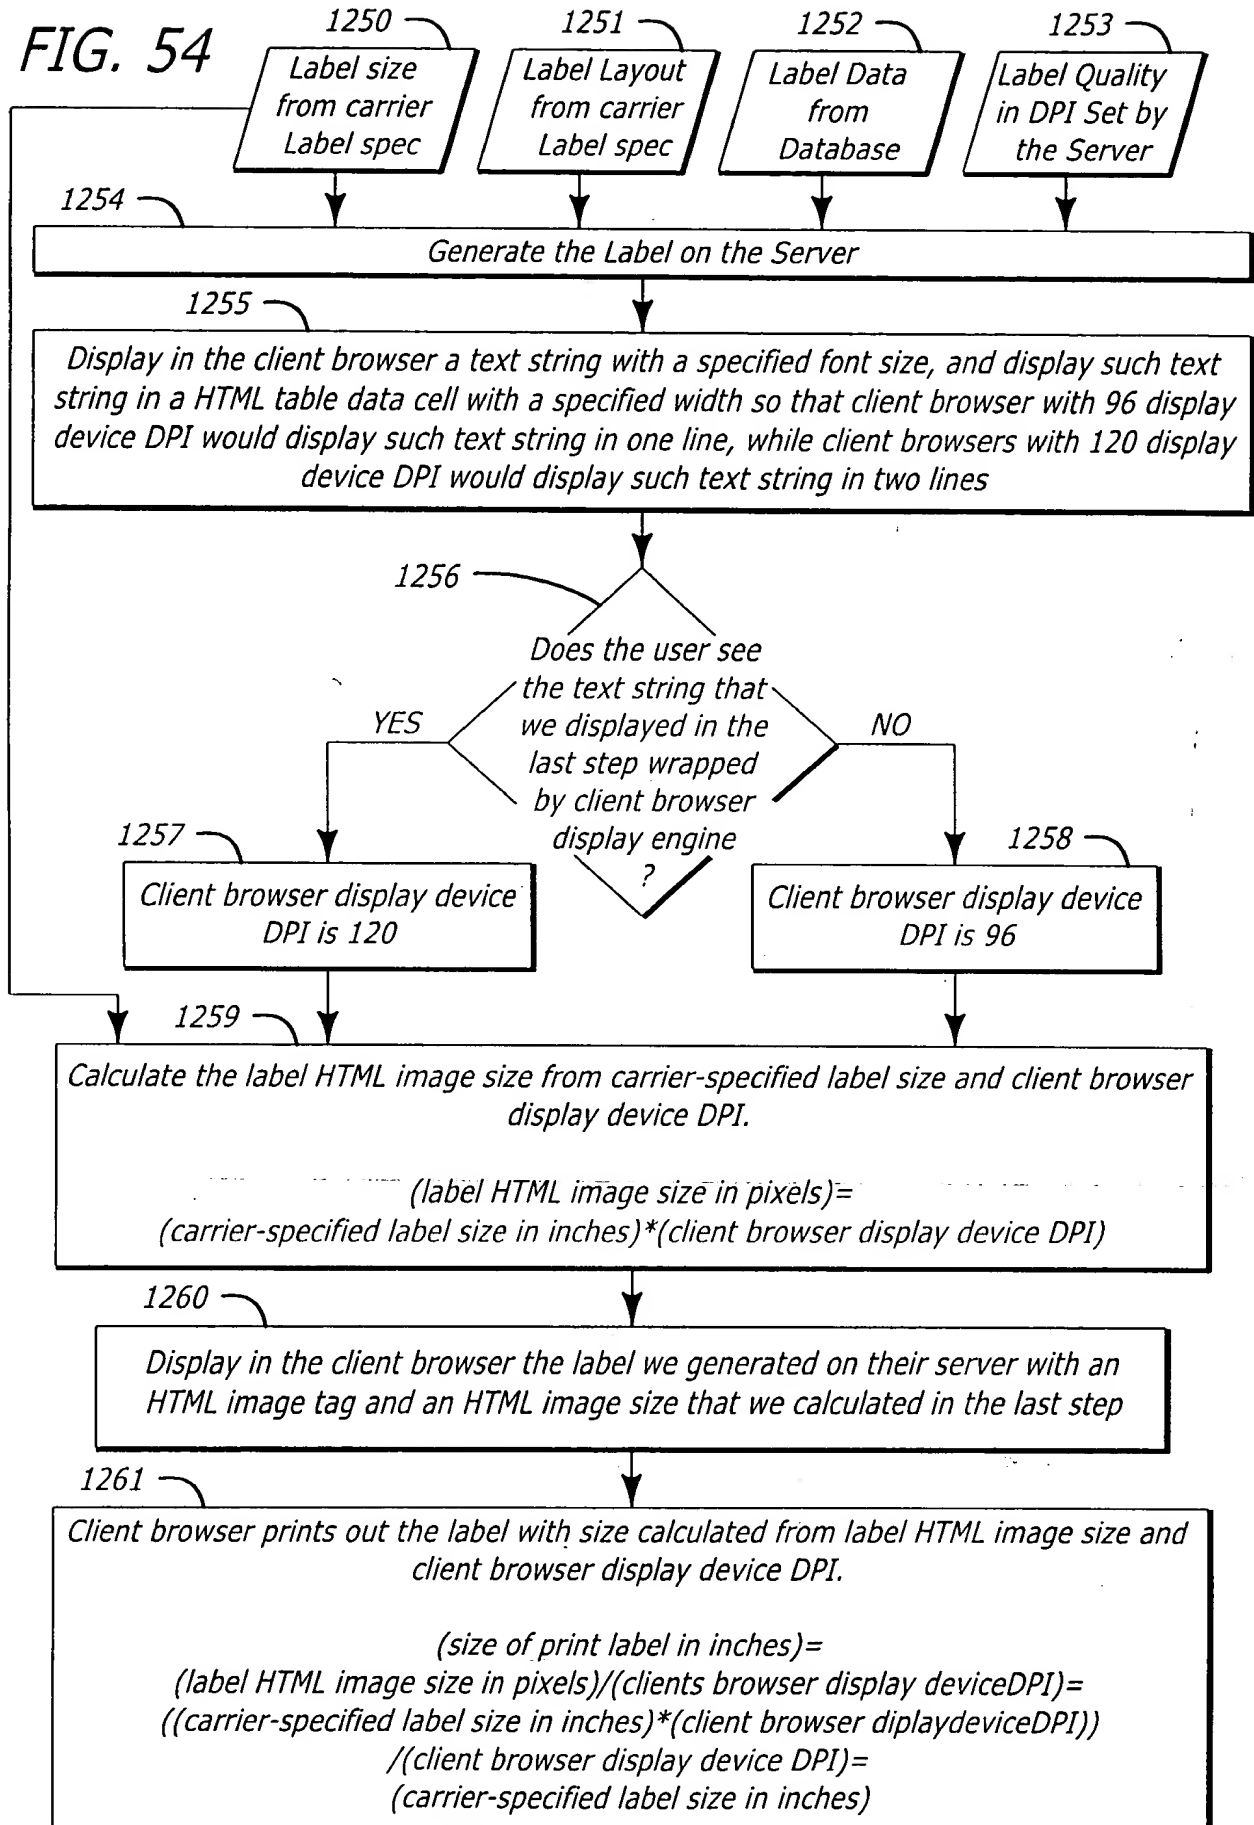 FIG. 54
1250
Label size
from carrier
Label spec
1251
Label Layout
from carrier
Label spec
1252
Label Data
from
Database
1253
Label Quality
in DPI Set by
the Server
1254
Generate the Label on the Server
1255
Display in the client browser a text string with a specified font size, and display such text
string in a HTML table data cell with a specified width so that client browser with 96 display
device DPI would display such text string in one line, while client browsers with 120 display
device DPI would display such text string in two lines
1256
Does the user see
the text string that
we displayed in the
last step wrapped
by client browser
display engine
?
YES
NO
1257
Client browser display device
DPI is 120
1258
Client browser display device
DPI is 96
1259
Calculate the label HTML image size from carrier-specified label size and client browser
display device DPI.
(label HTML image size in pixels)=
(carrier-specified label size in inches)*(client browser display device DPI)
1260
Display in the client browser the label we generated on their server with an
HTML image tag and an HTML image size that we calculated in the last step
1261
Client browser prints out the label with size calculated from label HTML image size and
client browser display device DPI.
(size of print label in inches)=
(label HTML image size in pixels)/(clients browser display deviceDPI)=
((carrier-specified label size in inches)*(client browser diplaydeviceDPI))
/(client browser display device DPI)=
(carrier-specified label size in inches)